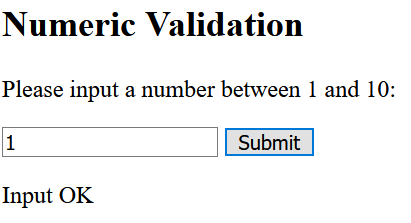 Numeric Validation
Please input a number between 1 and 10:
1 Submit
Input OK